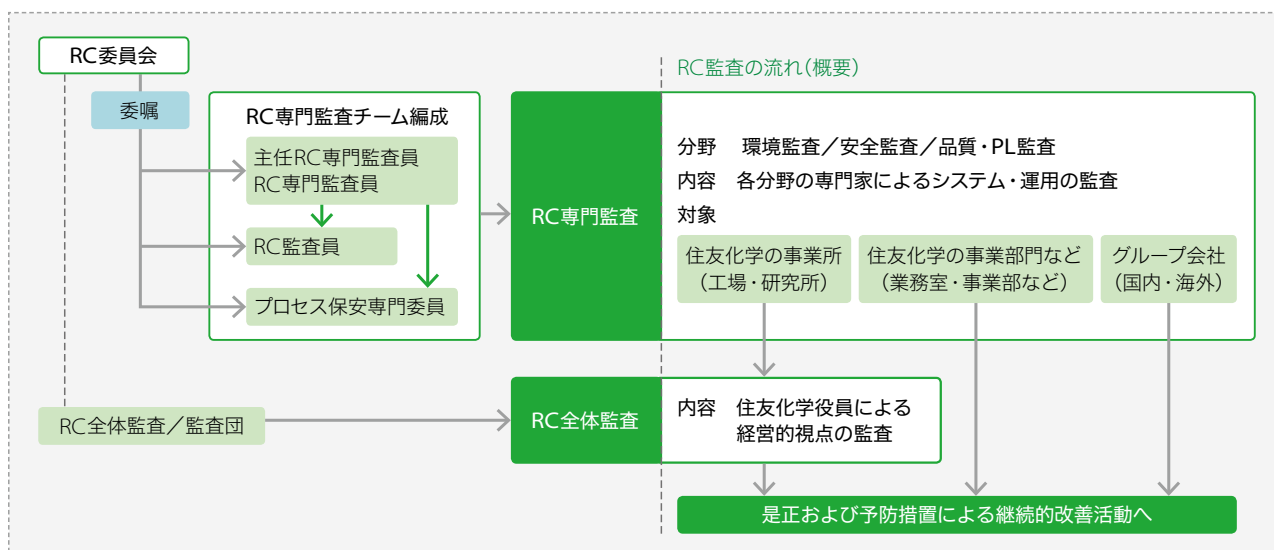 RC委員会
委嘱
RC専門監査チーム編成
主任RC専門監査員
RC専門監査員
RC監査員
プロセス保安専門委員
RC全体監査／監査団
RC監査の流れ(概要)
RC専門監査
分野 環境監査／安全監査／品質・PL監査
内容 各分野の専門家によるシステム・運用の監査
対象
住友化学の事業所
（工場・研究所）
住友化学の事業部門など
（業務室・事業部など）
グループ会社
（国内・海外）
RC全体監査
内容 住友化学役員による
経営的視点の監査
是正および予防措置による継続的改善活動へ